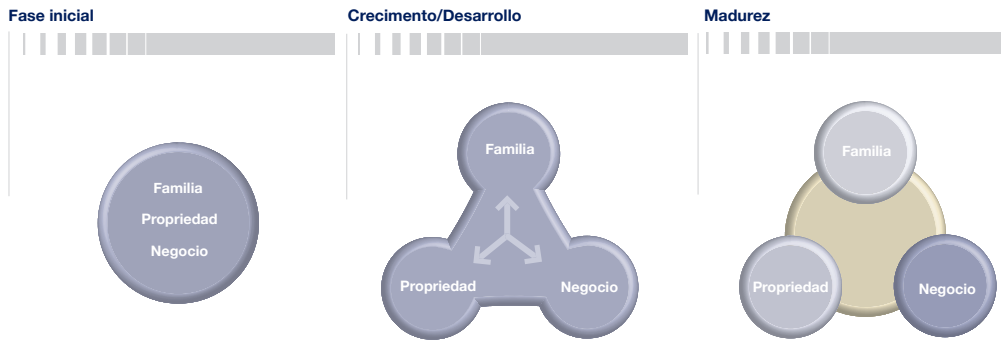 Fase inicial
Crecimento/Desarrollo
Madurez
Familia
Propriedad
Negocio
Familia
Propriedad
Negocio
Familia
Propriedad
Negocio